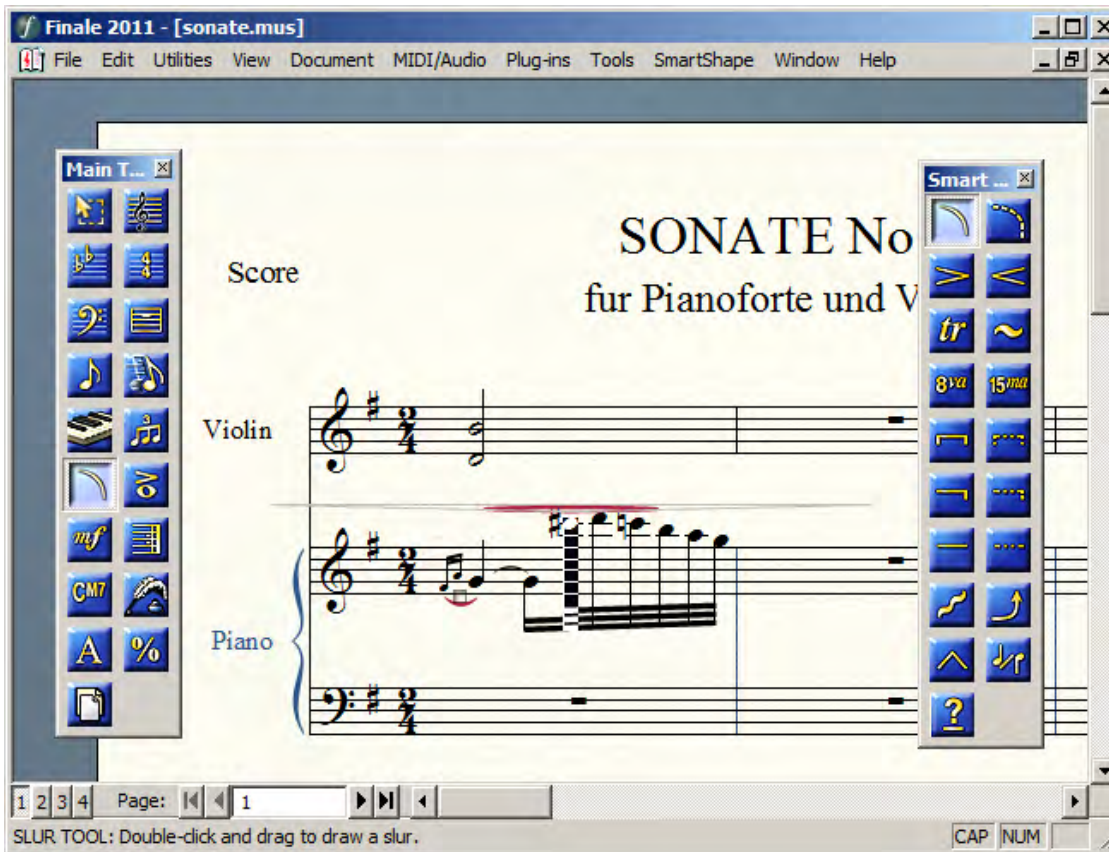 Finale 2011 - [sonate.mus]
File Edit Utilities View Document MIDI/Audio Plug-ins Tools SmartShape Window Help
Main T...
Smart ...
SONATE No
Score
fur Pianoforte und V
tr
8va 15ma
Violin
mf
CM7
Piano
A %
?
1 2 3 4 Page: 1
SLUR TOOL: Double-click and drag to draw a slur.
CAP NUM